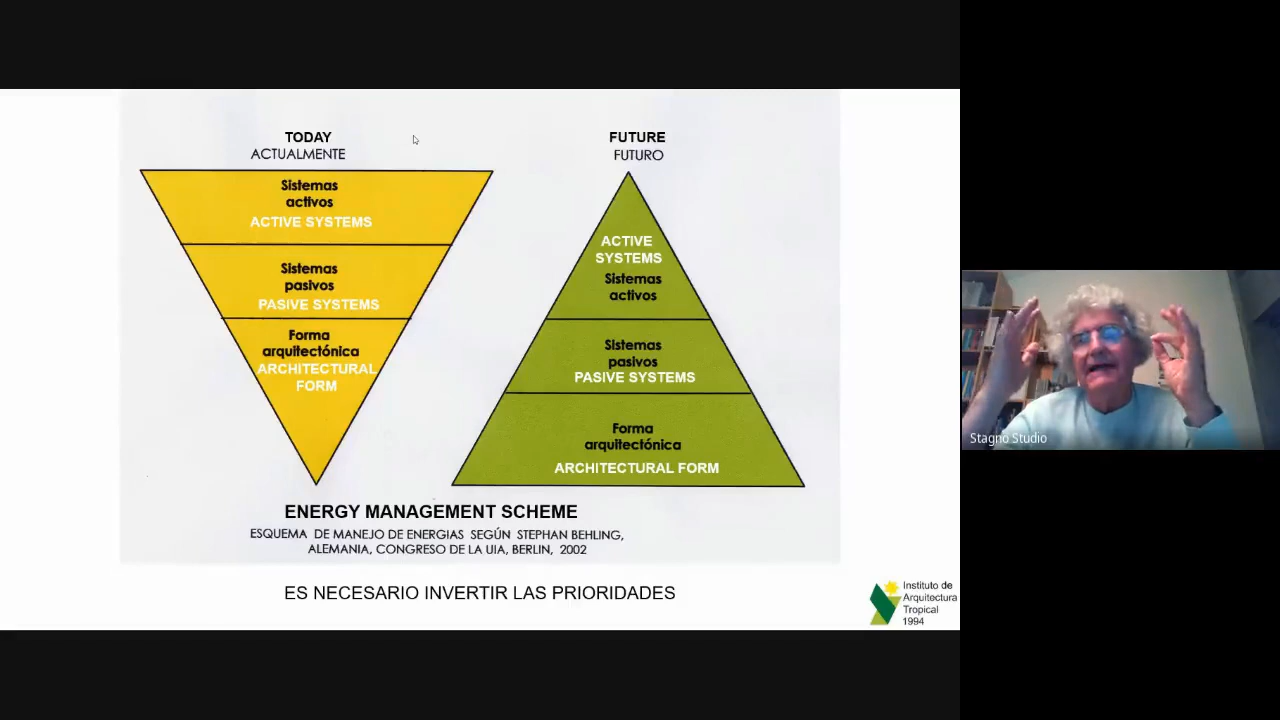 TODAY
ACTUALMENTE
Sistemas
activos
ACTIVE SYSTEMS
Sistemas
pasivos
PASIVE SYSTEMS
Forma
arquitectónica
ARCHITECTURAL
FORM
FUTURE
FUTURO
ACTIVE
SYSTEMS
Sistemas
activos
Sistemas
pasivos
PASIVE SYSTEMS
Forma
arquitectónica
ARCHITECTURAL FORM
ENERGY MANAGEMENT SCHEME
ESQUEMA DE MANEJO DE ENERGIAS SEGÚN STEPHAN BEHLING,
ALEMANIA, CONGRESO DE LA UIA, BERLIN, 2002
ES NECESARIO INVERTIR LAS PRIORIDADES
Instituto de
Arquitectura
Tropical
1994
Stagno Studio